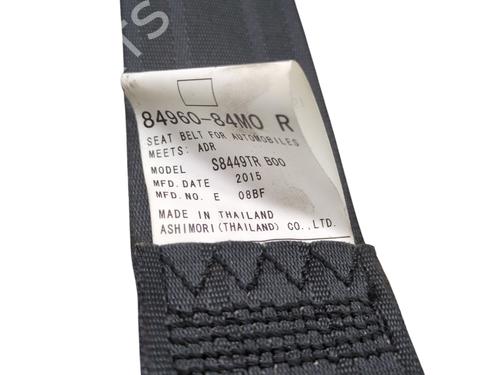 84960-84M0 R
SEAT BELT FOR AUTOMOBILES
MEETS: ADR
MODEL S8449TR B00
MFD. DATE 2015
MFD. NO. E 08BF
MADE IN THAILAND
ASHIMORI(THAILAND) CO.,LTD.